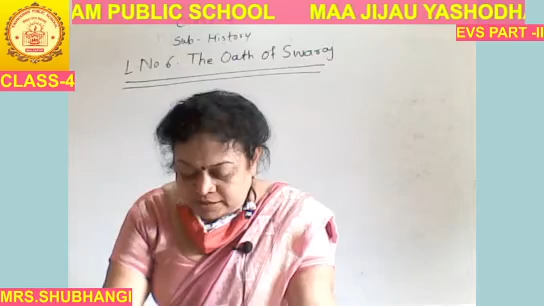 AM PUBLIC SCHOOL MAA JIJAU YASHODHA
EVS PART -II
CLASS-4
Sub- History
L No 6. The Oath of Swaraj
MRS.SHUBHANGI